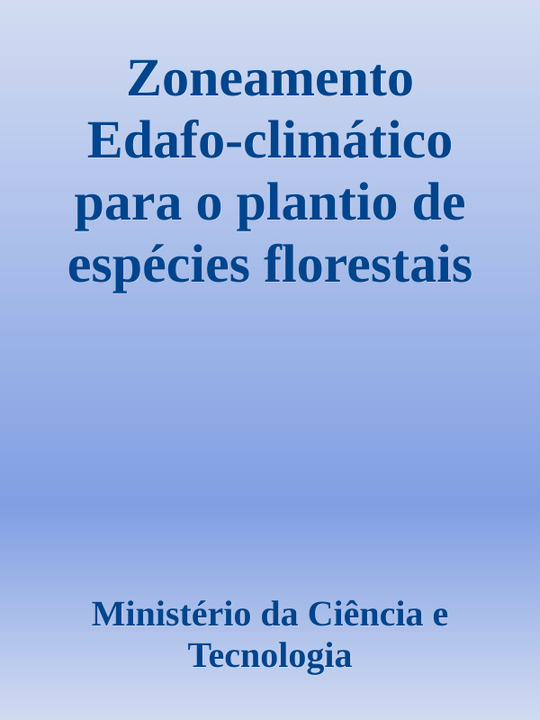 Zoneamento
Edafo-climático
para o plantio de
espécies florestais
Ministério da Ciência e
Tecnologia